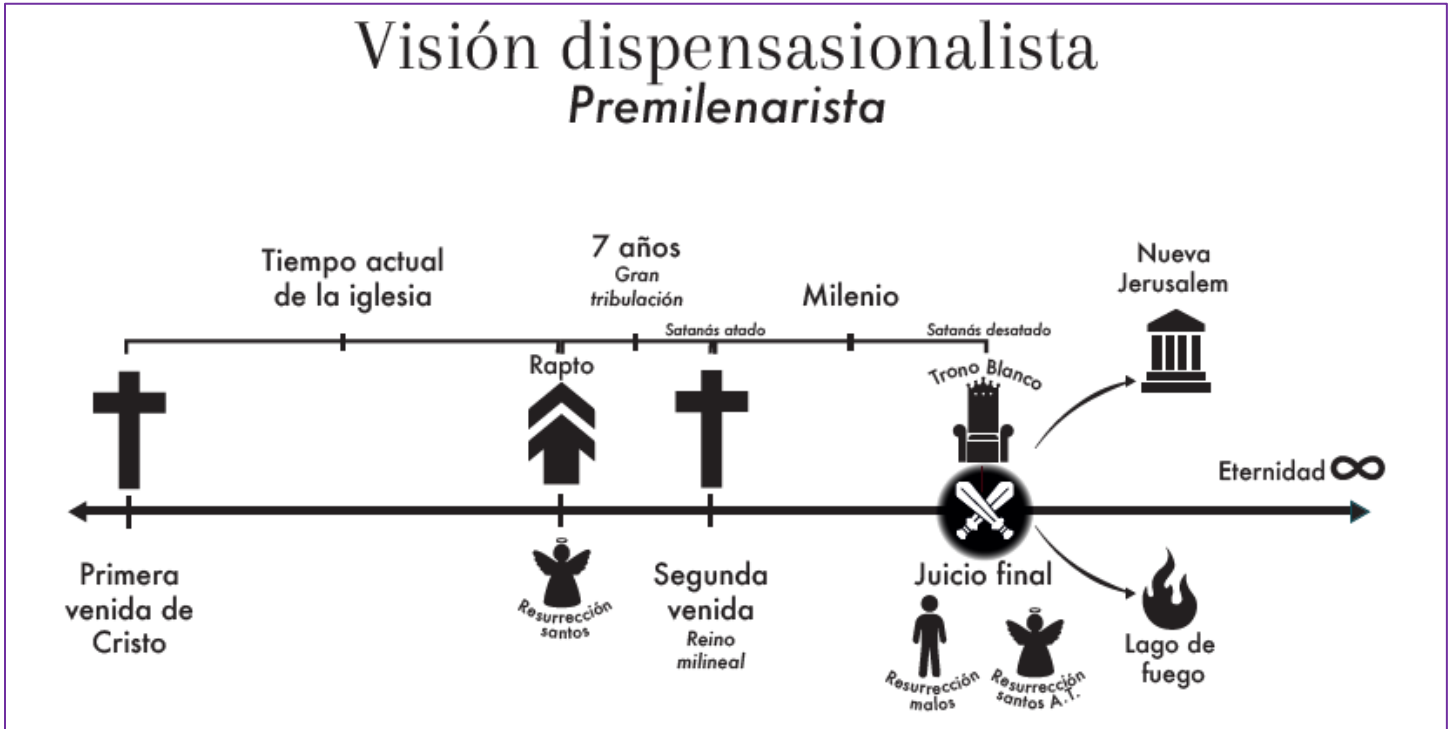 Visión dispensasionalista
Premilenarista
Tiempo actual
de la iglesia
7 años
Gran
tribulación
Milenio
Nueva
Jerusalem
Satanás atado
Satanás desatado
Rapto
Trono Blanco
Eternidad
Primera
venida de
Cristo
Resurrección
santos
Segunda
venida
Reino
milineal
Juicio final
Resurrección
malos
Resurrección
santos A.T.
Lago de
fuego